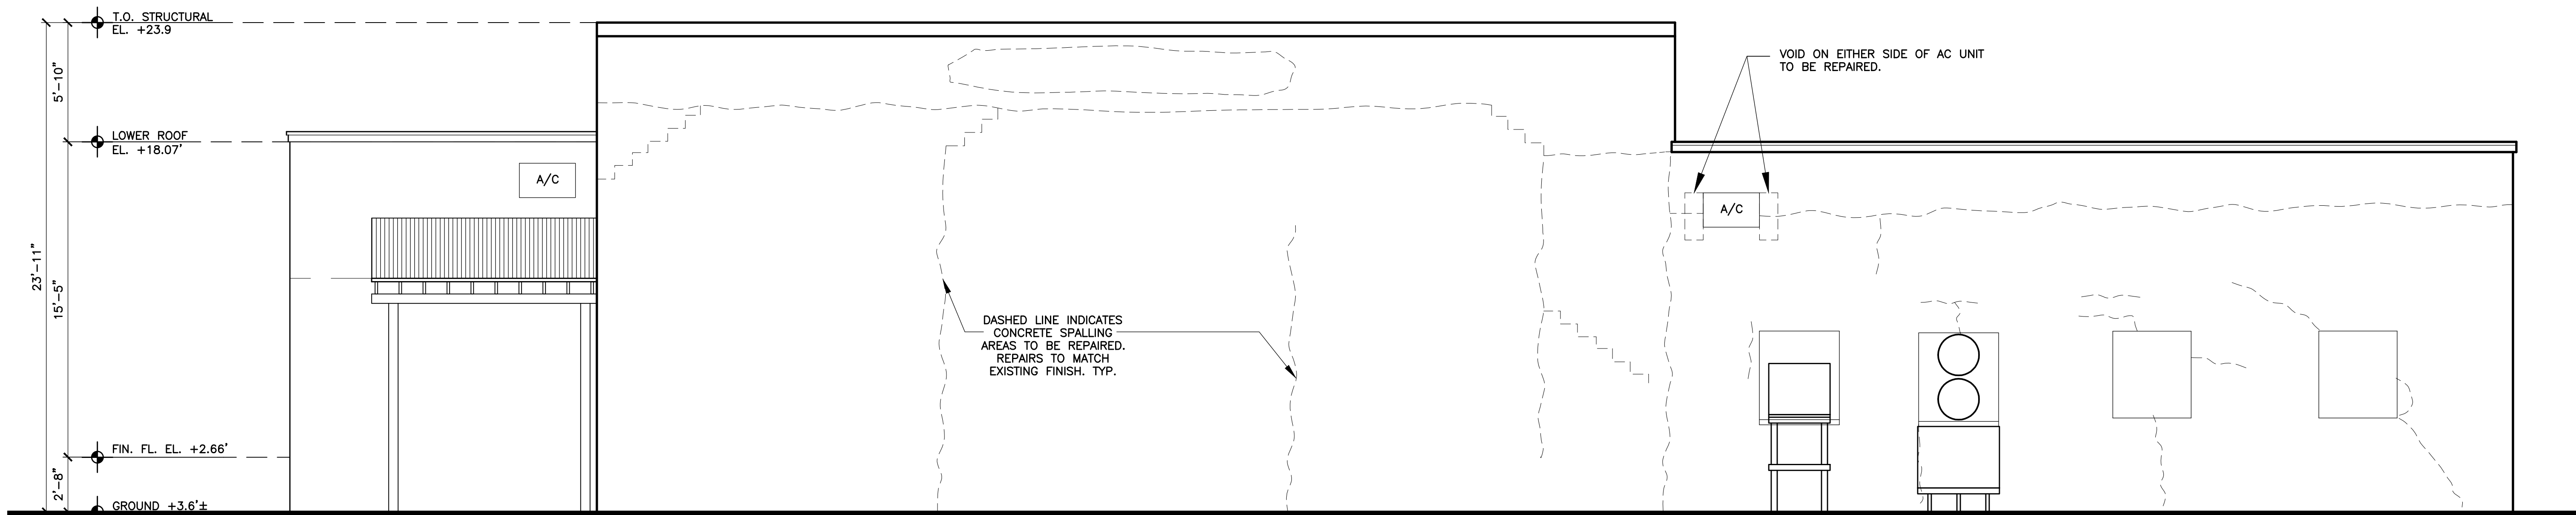 T.O. STRUCTURAL
EL. +23.9
5'-10"
LOWER ROOF
EL. +18.07'
23'-11"
15'-5"
FIN. FL. EL. +2.66'
2'-8"
GROUND +3.6'±
A/C
DASHED LINE INDICATES
CONCRETE SPALLING
AREAS TO BE REPAIRED.
REPAIRS TO MATCH
EXISTING FINISH. TYP.
VOID ON EITHER SIDE OF AC UNIT
TO BE REPAIRED.
A/C